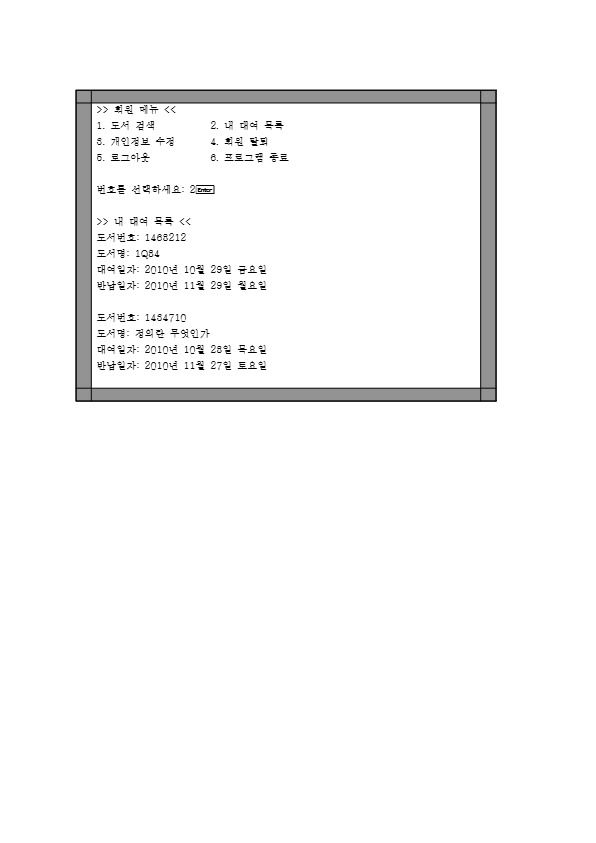 >> 회원 메뉴 <<
1. 도서 검색 2. 내 대여 목록
3. 개인정보 수정 4. 회원 탈퇴
5. 로그아웃 6. 프로그램 종료
번호를 선택하세요: 2Enter
>> 내 대여 목록 <<
도서번호: 1468212
도서명: 1Q84
대여일자: 2010년 10월 29일 금요일
반납일자: 2010년 11월 29일 월요일
도서번호: 1464710
도서명: 정의란 무엇인가
대여일자: 2010년 10월 28일 목요일
반납일자: 2010년 11월 27일 토요일